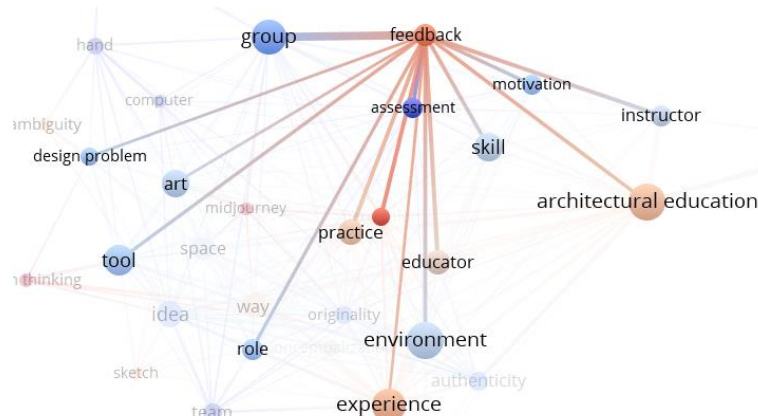 group
feedback
hand
motivation
computer
assessment
instructor
ambiguity
design problem
skill
art
architectural education
midjourney
practice
space
educator
tool
thinking
idea
way
originality
environment
role
sketch
authenticity
experience
team